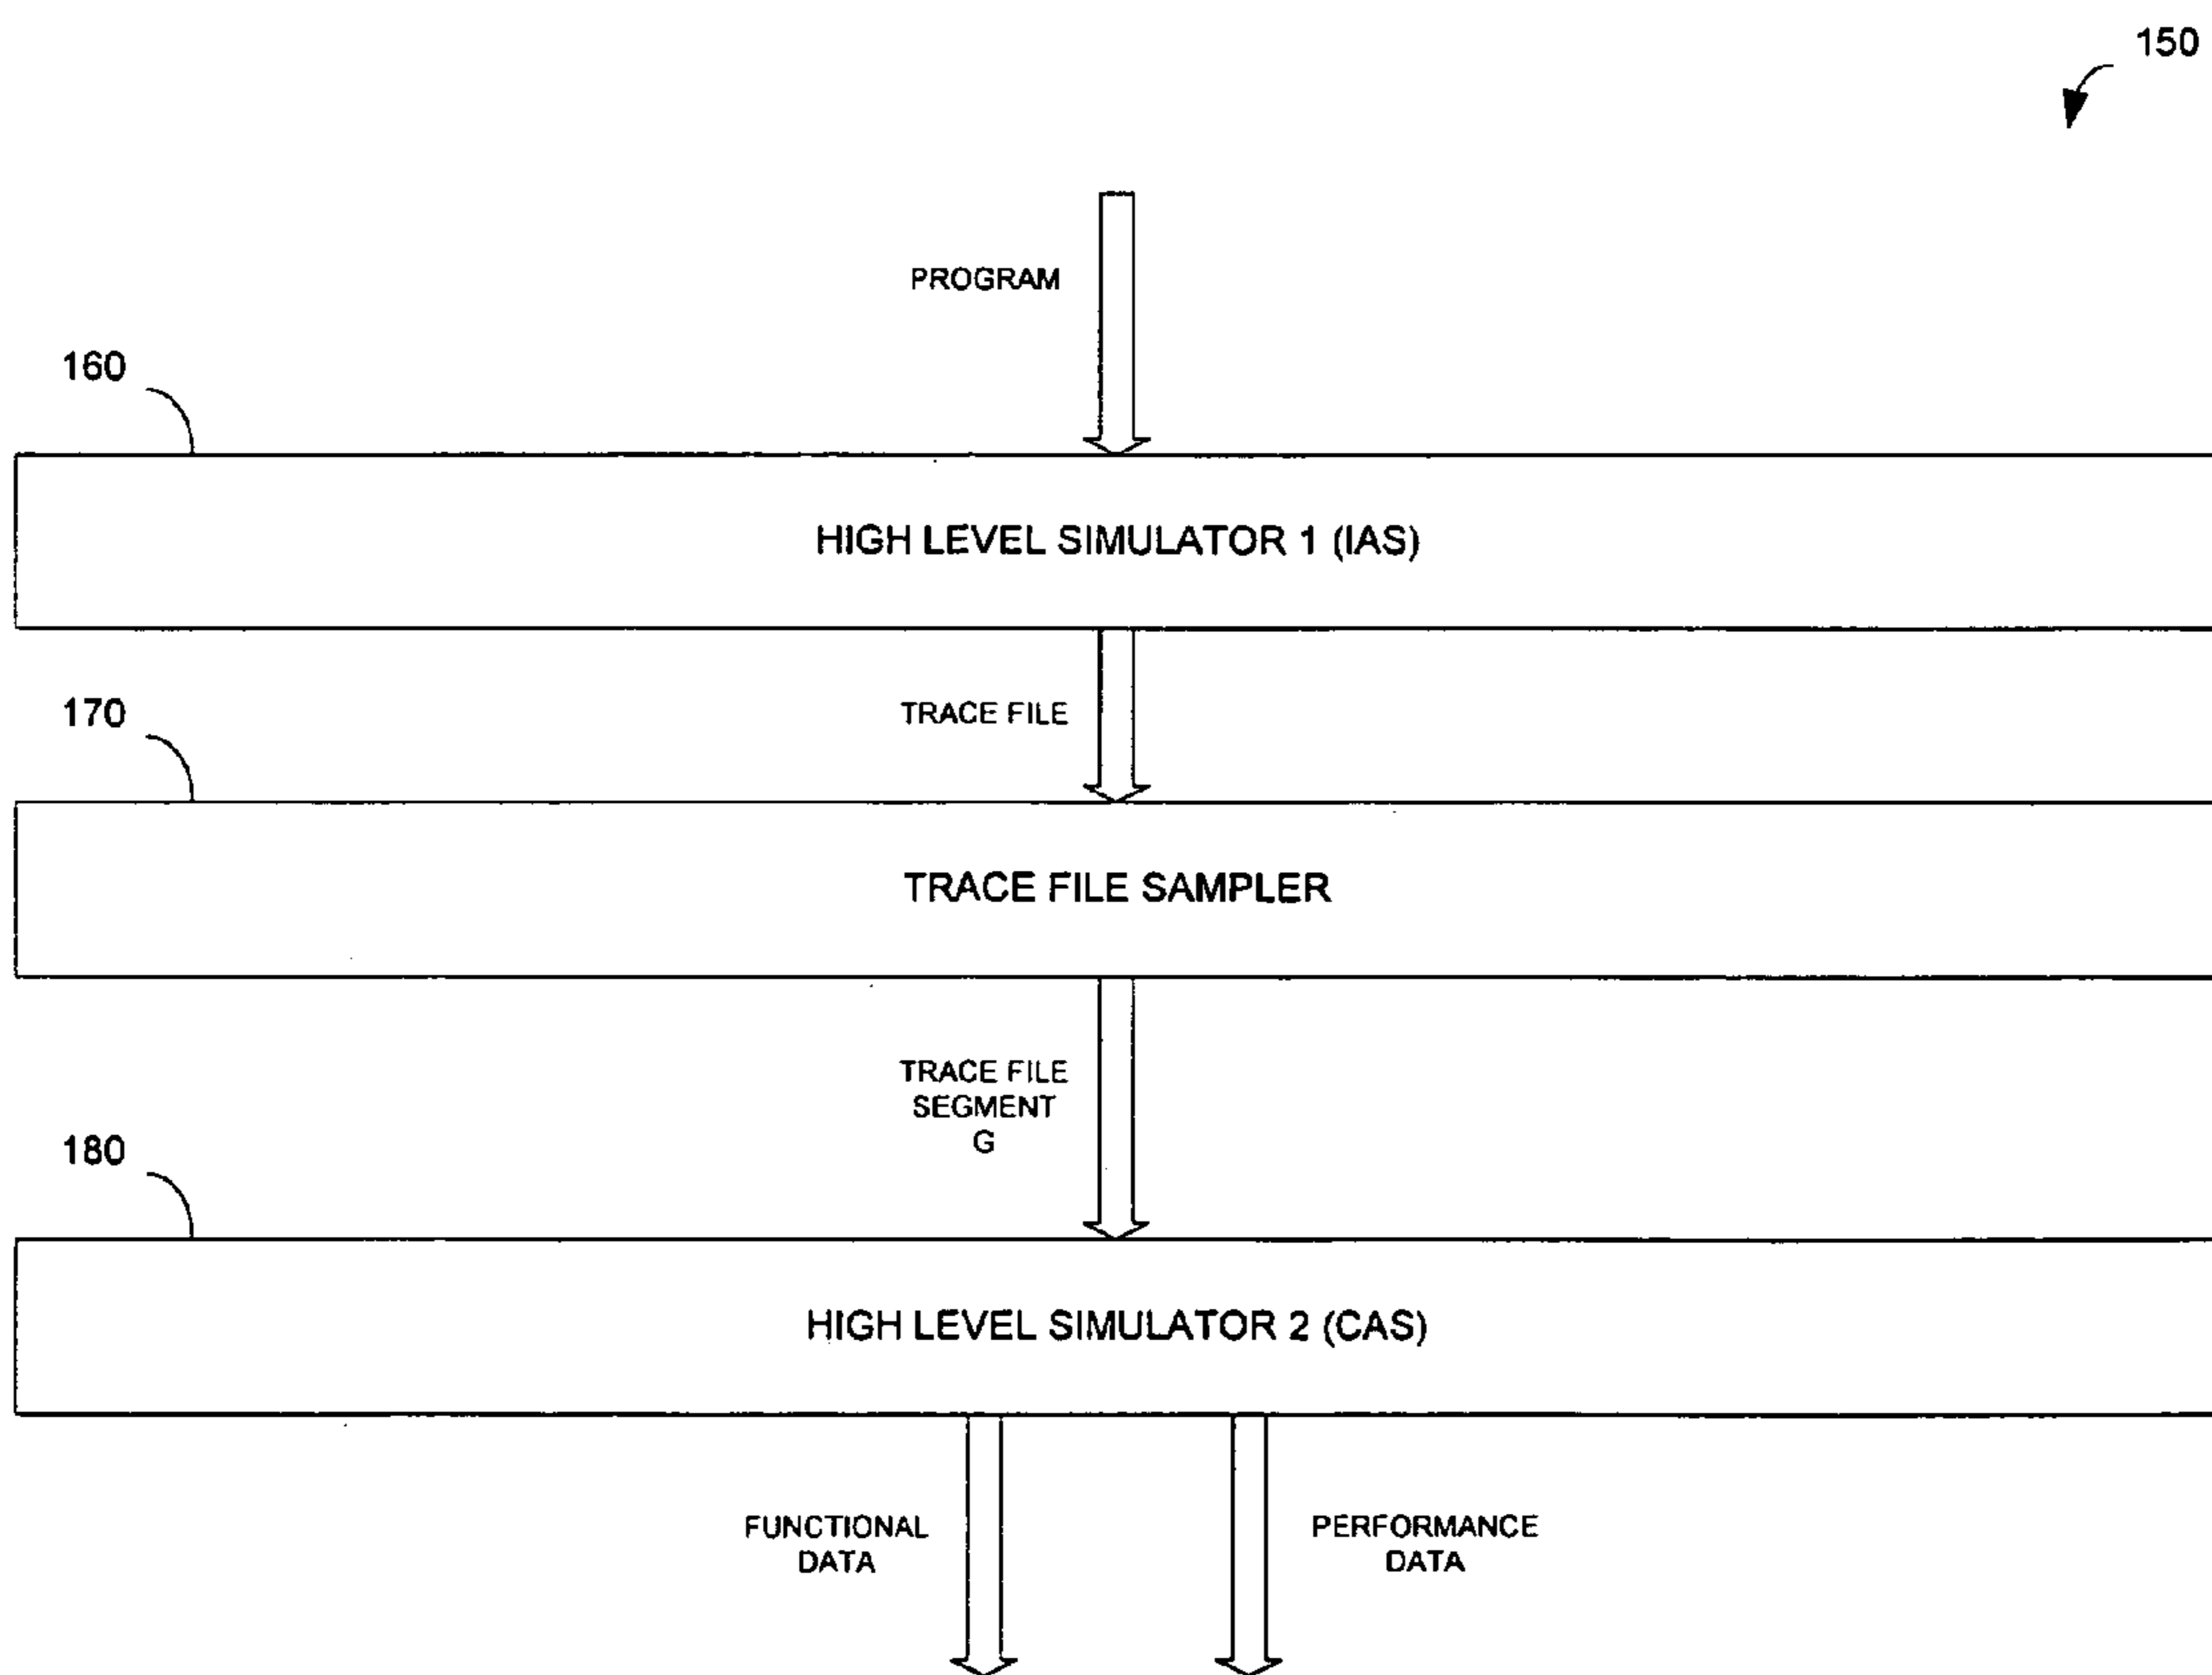 150
PROGRAM
160
HIGH LEVEL SIMULATOR 1 (IAS)
TRACE FILE
170
TRACE FILE SAMPLER
TRACE FILE
SEGMENT
G
180
HIGH LEVEL SIMULATOR 2 (CAS)
FUNCTIONAL
DATA
PERFORMANCE
DATA